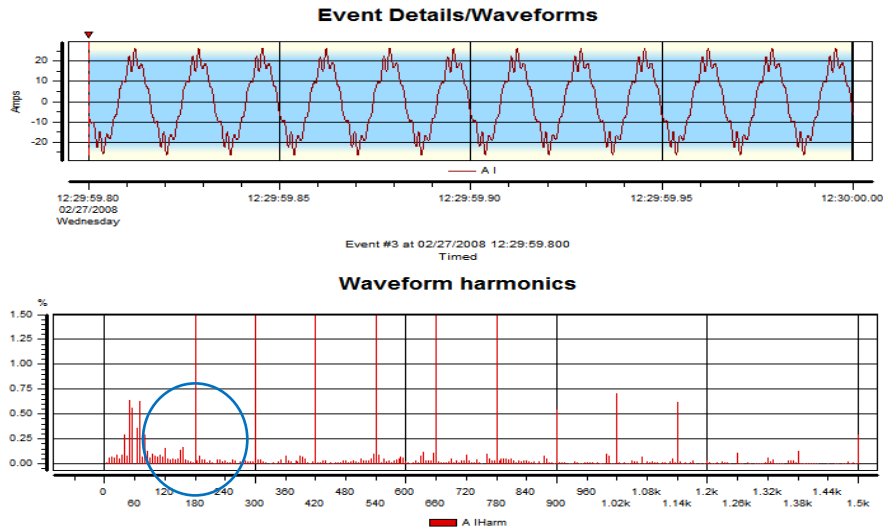 Event Details/Waveforms
20
10
0
-10
-20
Amps
A I
12:29:59.80 12:29:59.85 12:29:59.90 12:29:59.95 12:30:00.00
02/27/2008
Wednesday
Event #3 at 02/27/2008 12:29:59.800
Timed
Waveform harmonics
%
1.50
1.25
1.00
0.75
0.50
0.25
0.00
0 120 240 360 480 600 720 840 960 1.08k 1.2k 1.32k 1.44k
60 180 300 420 540 660 780 900 1.02k 1.14k 1.26k 1.38k 1.5k
A IHarm